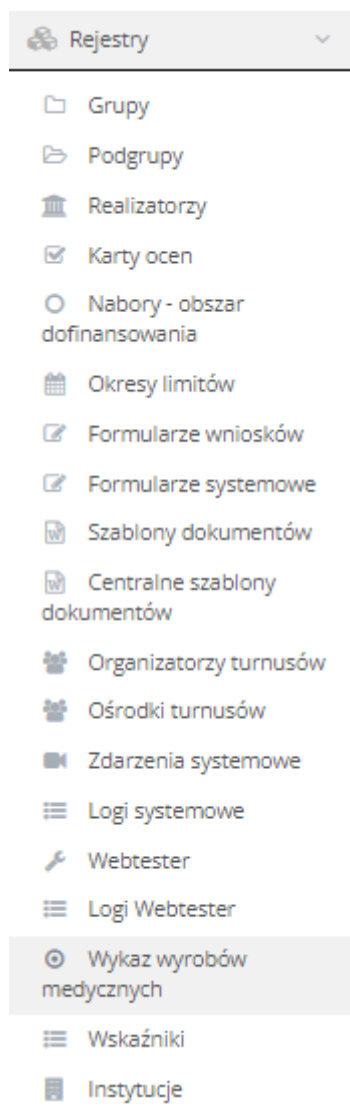 Rejestry
Grupy
Podgrupy
Realizatorzy
Karty ocen
Nabory - obszar
dofinansowania
Okresy limitów
Formularze wniosków
Formularze systemowe
Szablony dokumentów
Centralne szablony
dokumentów
Organizatorzy turnusów
Ośrodki turnusów
Zdarzenia systemowe
Logi systemowe
Webtester
Logi Webtester
Wykaz wyrobów
medycznych
Wskaźniki
Instytucje